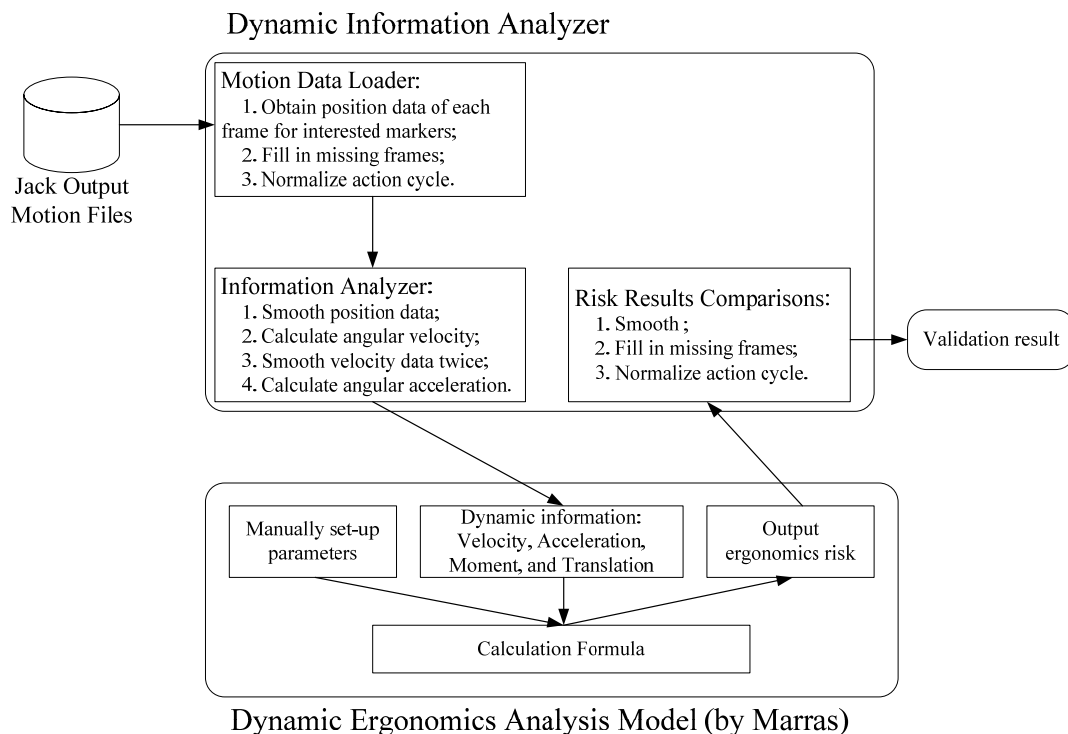 Dynamic Information Analyzer
Jack Output
Motion Files
Motion Data Loader:
1. Obtain position data of each
frame for interested markers;
2. Fill in missing frames;
3. Normalize action cycle.
Information Analyzer:
1. Smooth position data;
2. Calculate angular velocity;
3. Smooth velocity data twice;
4. Calculate angular acceleration.
Risk Results Comparisons:
1. Smooth ;
2. Fill in missing frames;
3. Normalize action cycle.
Validation result
Manually set-up
parameters
Dynamic information:
Velocity, Acceleration,
Moment, and Translation
Output
ergonomics risk
Calculation Formula
Dynamic Ergonomics Analysis Model (by Marras)